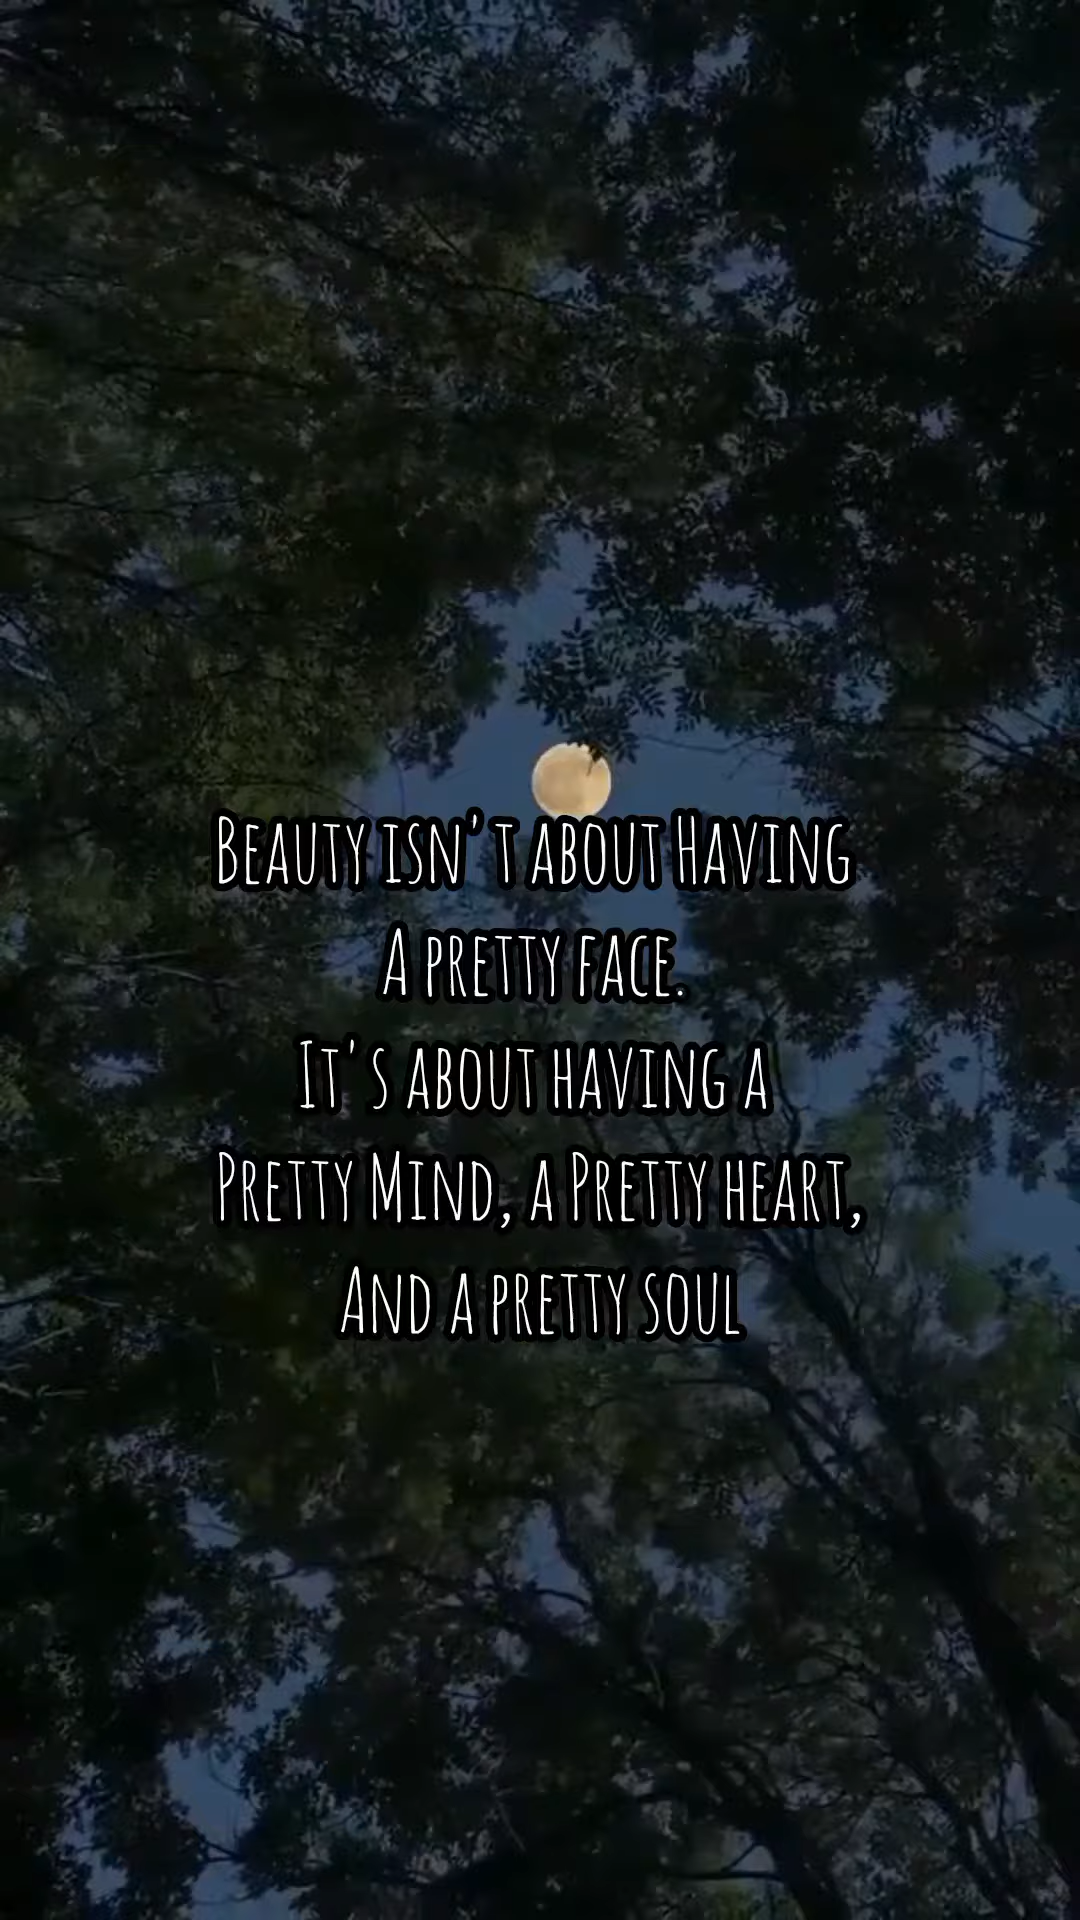 Beauty isn't about Having
A pretty face.
It's about having a
Pretty Mind, a Pretty heart,
And a pretty soul